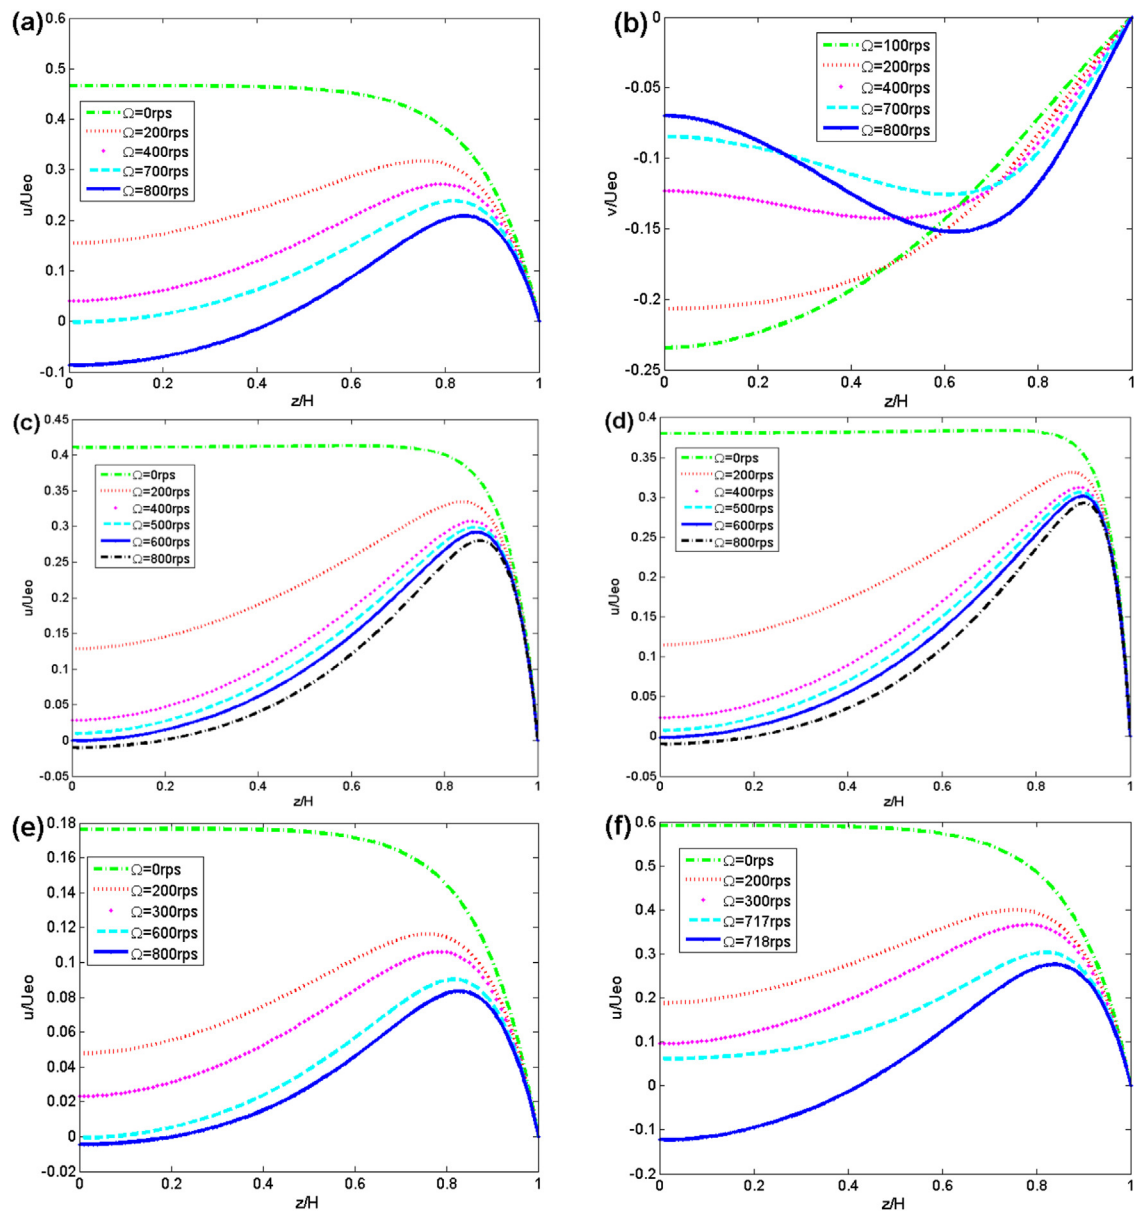 (a)
0.6
0.5
0.4
0.3
0.2
0.1
0
-0.1
u/Ueo
Ω=0rps
Ω=200rps
Ω=400rps
Ω=700rps
Ω=800rps
0 0.2 0.4 0.6 0.8 1
z/H
(b)
0
-0.05
-0.1
-0.15
-0.2
-0.25
v/Ueo
Ω=100rps
Ω=200rps
Ω=400rps
Ω=700rps
Ω=800rps
0 0.2 0.4 0.6 0.8 1
z/H
(c)
0.45
0.4
0.35
0.3
0.25
0.2
0.15
0.1
0.05
0
-0.05
u/Ueo
Ω=0rps
Ω=200rps
Ω=400rps
Ω=500rps
Ω=600rps
Ω=800rps
0 0.2 0.4 0.6 0.8 1
z/H
(d)
0.4
0.35
0.3
0.25
0.2
0.15
0.1
0.05
0
-0.05
u/Ueo
Ω=0rps
Ω=200rps
Ω=400rps
Ω=500rps
Ω=600rps
Ω=800rps
0 0.2 0.4 0.6 0.8 1
z/H
(e)
0.18
0.16
0.14
0.12
0.1
0.08
0.06
0.04
0.02
0
-0.02
u/Ueo
Ω=0rps
Ω=200rps
Ω=300rps
Ω=600rps
Ω=800rps
0 0.2 0.4 0.6 0.8 1
z/H
(f)
0.6
0.5
0.4
0.3
0.2
0.1
0
-0.1
-0.2
u/Ueo
Ω=0rps
Ω=200rps
Ω=300rps
Ω=717rps
Ω=718rps
0 0.2 0.4 0.6 0.8 1
z/H